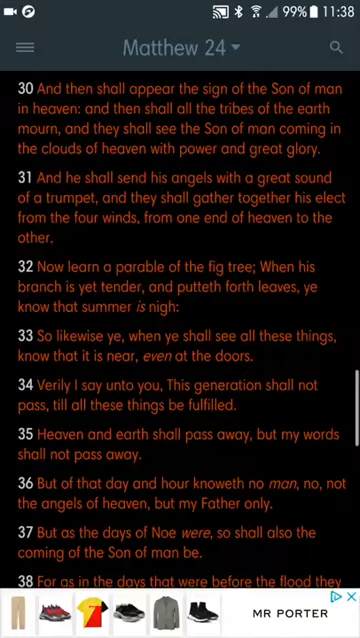 99% 11:38
Matthew 24
30 And then shall appear the sign of the Son of man
in heaven: and then shall all the tribes of the earth
mourn, and they shall see the Son of man coming in
the clouds of heaven with power and great glory.
31 And he shall send his angels with a great sound
of a trumpet, and they shall gather together his elect
from the four winds, from one end of heaven to the
other.
32 Now learn a parable of the fig tree; When his
branch is yet tender, and putteth forth leaves, ye
know that summer is nigh:
33 So likewise ye, when ye shall see all these things,
know that it is near, even at the doors.
34 Verily I say unto you, This generation shall not
pass, till all these things be fulfilled.
35 Heaven and earth shall pass away, but my words
shall not pass away.
36 But of that day and hour knoweth no man, no, not
the angels of heaven, but my Father only.
37 But as the days of Noe were, so shall also the
coming of the Son of man be.
38 For as in the days that were before the flood they
MR PORTER